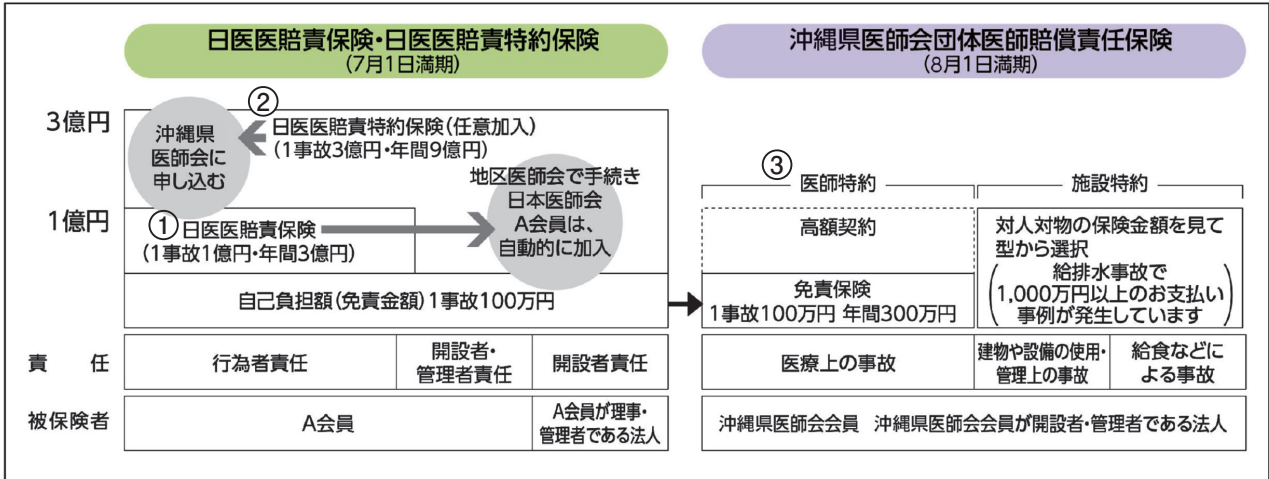 日医医賠責保険・日医医賠責特約保険
(7月1日満期)
沖縄県医師会団体医師賠償責任保険
(8月1日満期)
3億円
沖縄県
医師会に
申し込む
②
日医医賠責特約保険(任意加入)
(1事故3億円・年間9億円)
地区医師会で手続き
日本医師会
A会員は、
自動的に加入
1億円
①日医医賠責保険
(1事故1億円・年間3億円)
自己負担額(免責金額)1事故100万円
③
医師特約
施設特約
高額契約
対人対物の保険金額を見て
型から選択
(給排水事故で
1,000万円以上のお支払い
事例が発生しています)
免責保険
1事故100万円 年間300万円
責 任
行為者責任
開設者・
管理者責任
開設者責任
医療上の事故
建物や設備の使用・
管理上の事故
給食などに
よる事故
被保険者
A会員
A会員が理事・
管理者である法人
沖縄県医師会会員 沖縄県医師会会員が開設者・管理者である法人